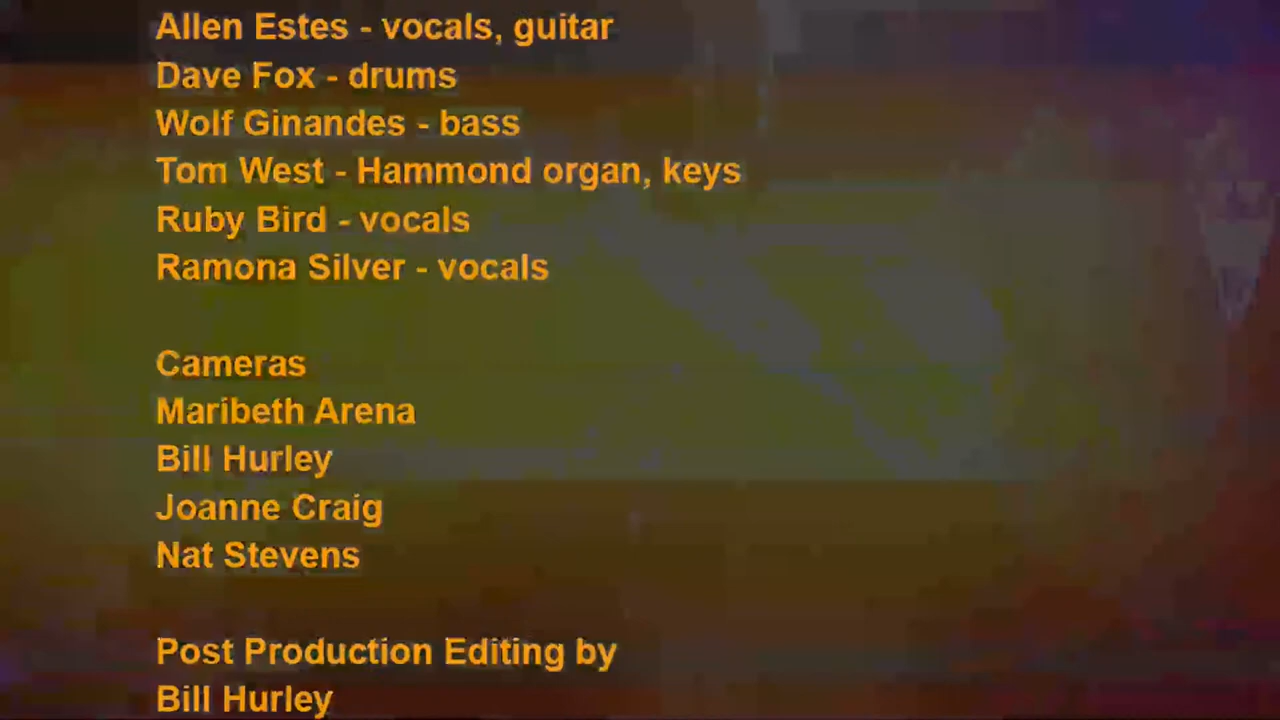 Allen Estes - vocals, guitar
Dave Fox - drums
Wolf Ginandes - bass
Tom West - Hammond organ, keys
Ruby Bird - vocals
Ramona Silver - vocals
Cameras
Maribeth Arena
Bill Hurley
Joanne Craig
Nat Stevens
Post Production Editing by
Bill Hurley